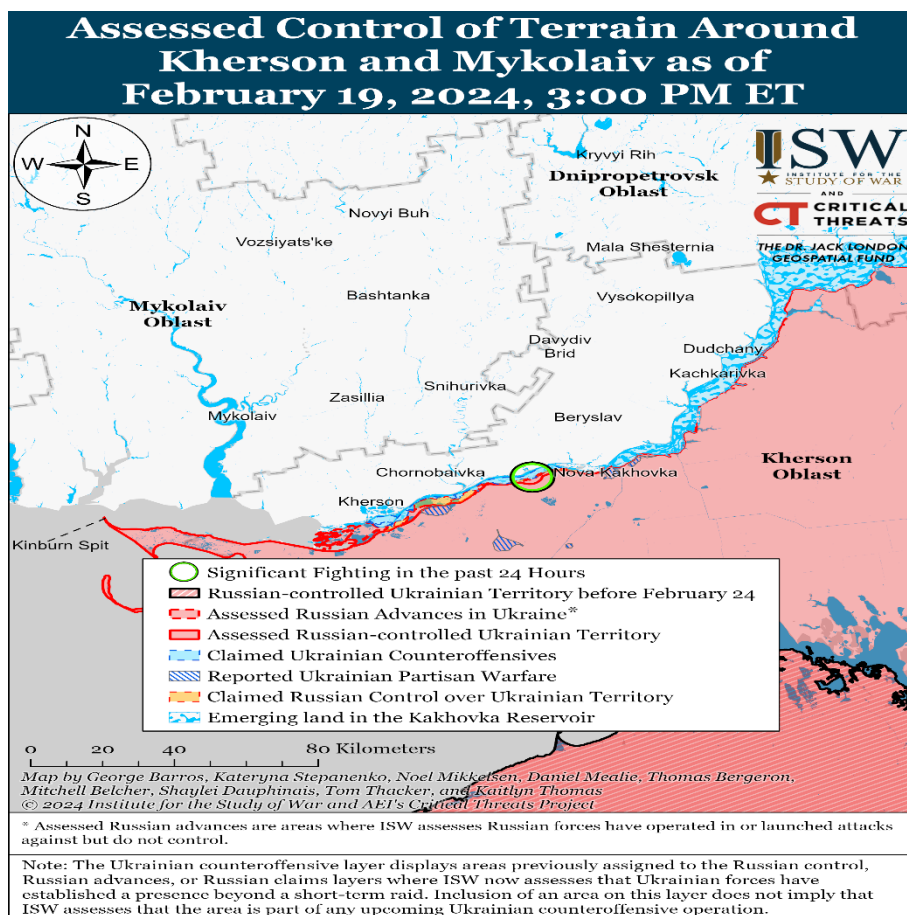 Assessed Control of Terrain Around
Kherson and Mykolaiv as of
February 19, 2024, 3:00 PM ET
N
W E
S
Kryvyi Rih
Dnipropetrovsk
Oblast
ISW
INSTITUTE FOR THE
STUDY OF WAR
AND
CT CRITICAL
THREATS
THE DR. JACK LONDON
GEOSPATIAL FUND
Novyi Buh
Vozsiyats'ke
Mala Shesternia
Bashtanka
Vysokopillya
Mykolaiv
Oblast
Davydiv
Brid
Dudchany
Kachkarivka
Snihurivka
Zasillia
Mykolaiv
Beryslav
Kherson
Oblast
Chornobaivka
Nova Kakhovka
Kherson
Kinburn Spit
Significant Fighting in the past 24 Hours
Russian-controlled Ukrainian Territory before February 24
Assessed Russian Advances in Ukraine*
Assessed Russian-controlled Ukrainian Territory
Claimed Ukrainian Counteroffensives
Reported Ukrainian Partisan Warfare
Claimed Russian Control over Ukrainian Territory
Emerging land in the Kakhovka Reservoir
0 20 40 80 Kilometers
Map by George Barros, Kateryna Stepanenko, Noel Mikkelsen, Daniel Mealie, Thomas Bergeron,
Mitchell Belcher, Shaylei Dauphinais, Tom Thacker, and Kaitlyn Thomas
© 2024 Institute for the Study of War and AEI's Critical Threats Project
* Assessed Russian advances are areas where ISW assesses Russian forces have operated in or launched attacks
against but do not control.
Note: The Ukrainian counteroffensive layer displays areas previously assigned to the Russian control,
Russian advances, or Russian claims layers where ISW now assesses that Ukrainian forces have
established a presence beyond a short-term raid. Inclusion of an area on this layer does not imply that
ISW assesses that the area is part of any upcoming Ukrainian counteroffensive operation.